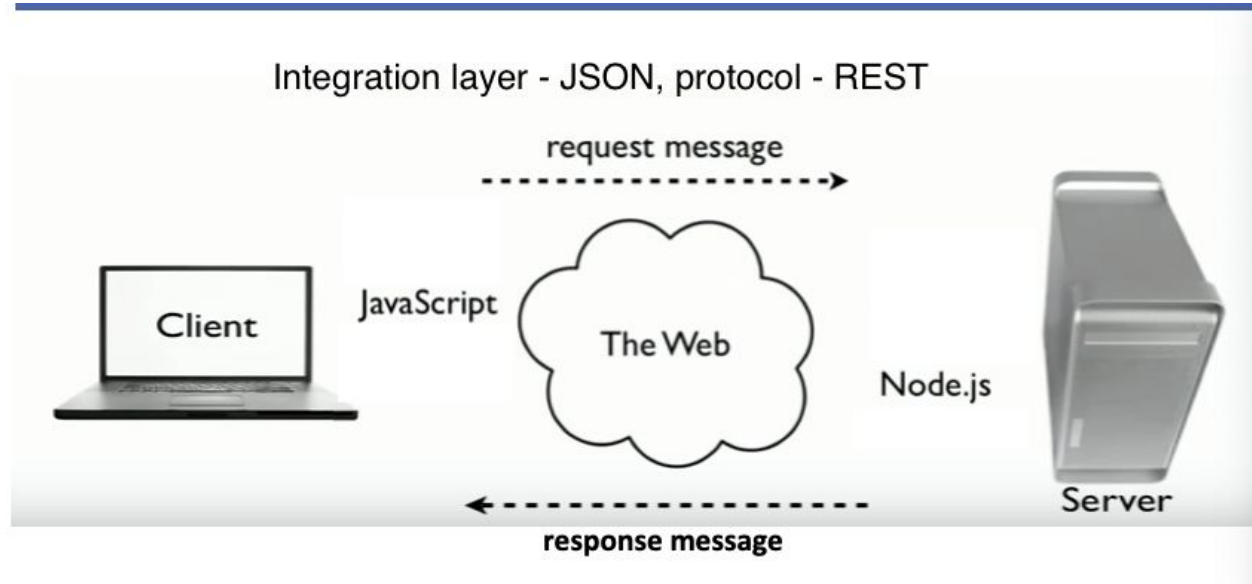 Integration layer - JSON, protocol - REST
request message
Client
JavaScript
The Web
Node.js
Server
response message